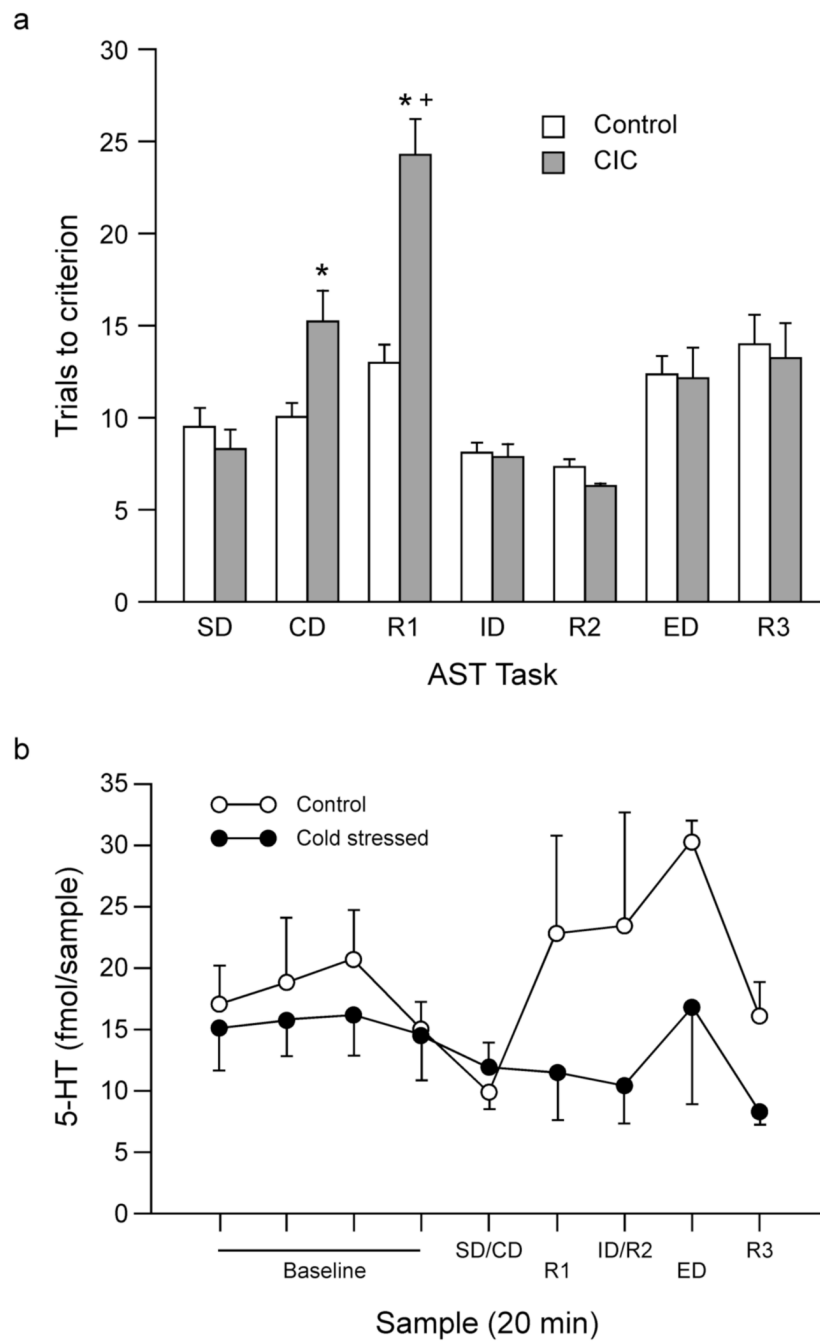 a
30
25
20
15
10
5
0
Trials to criterion
* +
*
Control
CIC
SD CD R1 ID R2 ED R3
AST Task
b
35
30
25
20
15
10
5
0
5-HT (fmol/sample)
Control
Cold stressed
Baseline
SD/CD
R1
ID/R2
ED
R3
Sample (20 min)